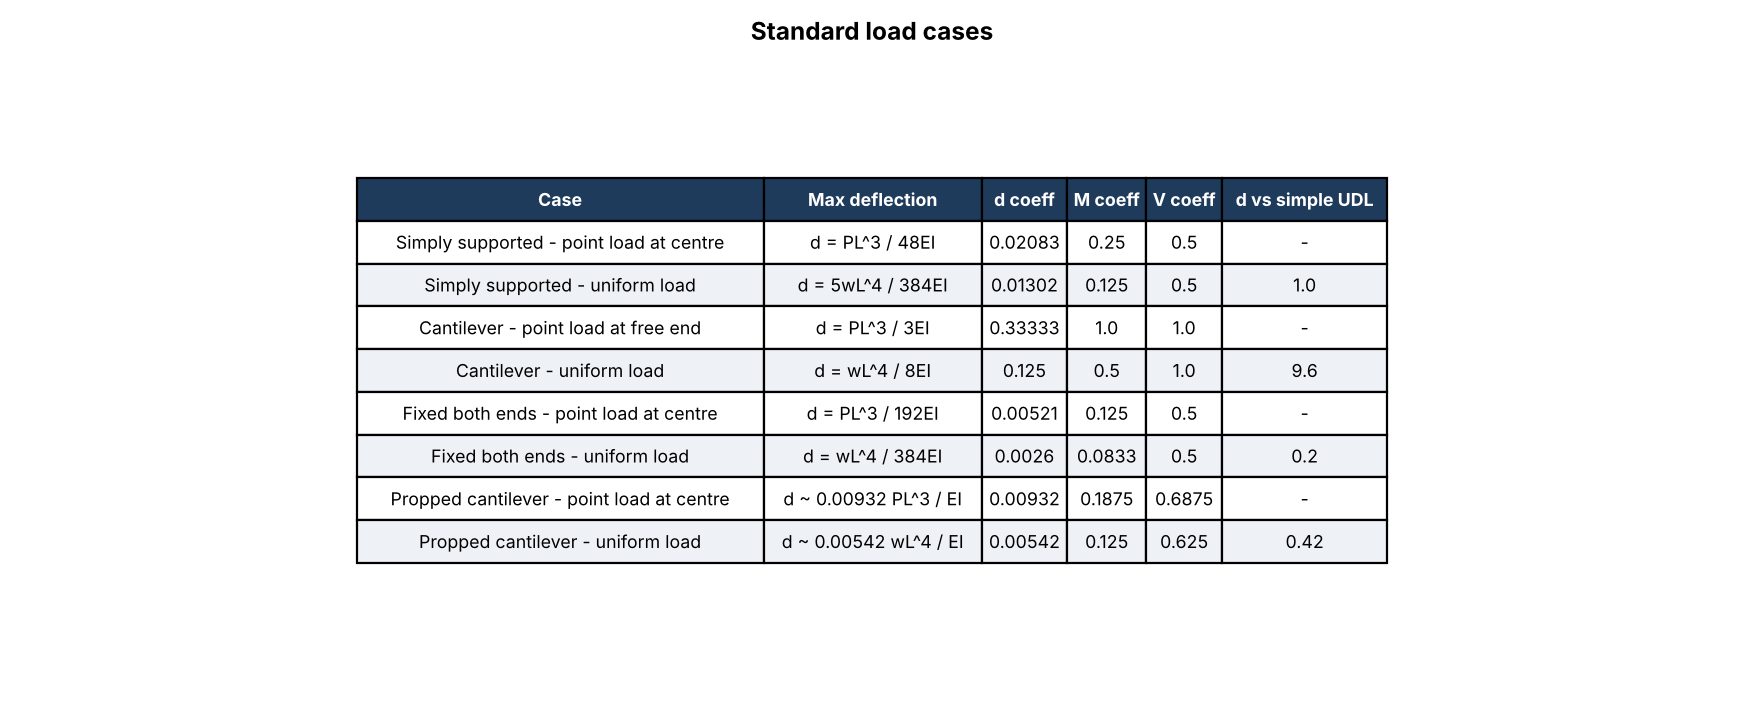 Standard load cases
Case Max deflection d coeff M coeff V coeff d vs simple UDL
Simply supported - point load at centre d = PL^3 / 48EI 0.02083 0.25 0.5 -
Simply supported - uniform load d = 5wL^4 / 384EI 0.01302 0.125 0.5 1.0
Cantilever - point load at free end d = PL^3 / 3EI 0.33333 1.0 1.0 -
Cantilever - uniform load d = wL^4 / 8EI 0.125 0.5 1.0 9.6
Fixed both ends - point load at centre d = PL^3 / 192EI 0.00521 0.125 0.5 -
Fixed both ends - uniform load d = wL^4 / 384EI 0.0026 0.0833 0.5 0.2
Propped cantilever - point load at centre d ~ 0.00932 PL^3 / EI 0.00932 0.1875 0.6875 -
Propped cantilever - uniform load d ~ 0.00542 wL^4 / EI 0.00542 0.125 0.625 0.42